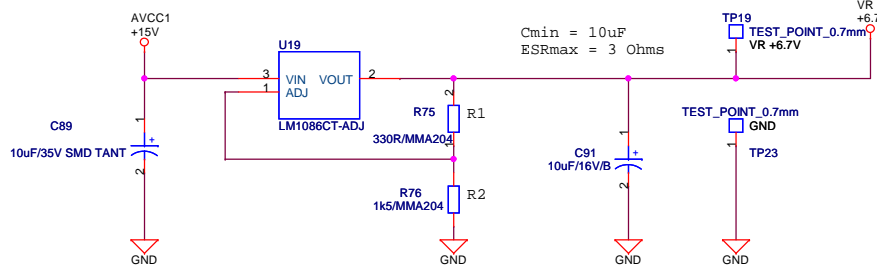 AVCC1
+15V
U19
3
VIN
VOUT
2
1
ADJ
LM1086CT-ADJ
C89
1
+
10uF/35V SMD TANT
2
GND
Cmin = 10uF
ESRmax = 3 Ohms
2
R75
R1
330R/MMA204
1
R76
R2
1k5/MMA204
GND
1
+
C91
10uF/16V/B
2
GND
TP19
TEST_POINT_0.7mm
VR +6.7V
1
VR
+6.7
TEST_POINT_0.7mm
GND
1
TP23
GND